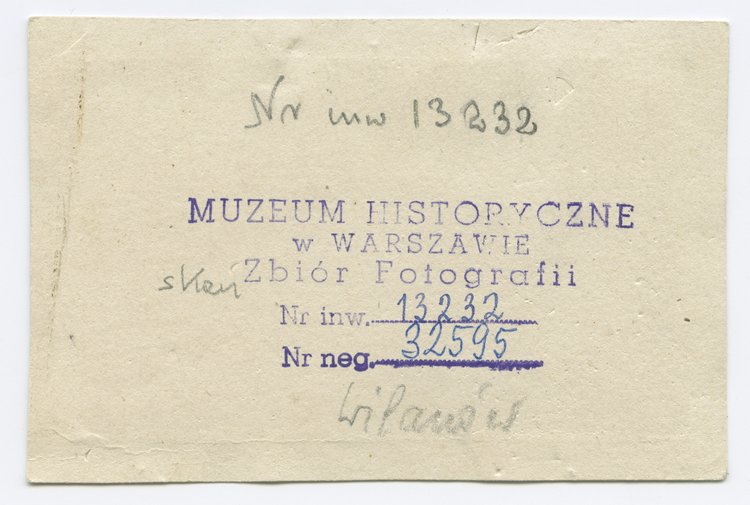 Nr inw 13232
MUZEUM HISTORYCZNE
w WARSZAWIE
Zbiór Fotografii
skan
Nr inw. 13232
Nr neg. 32595
Wilanów